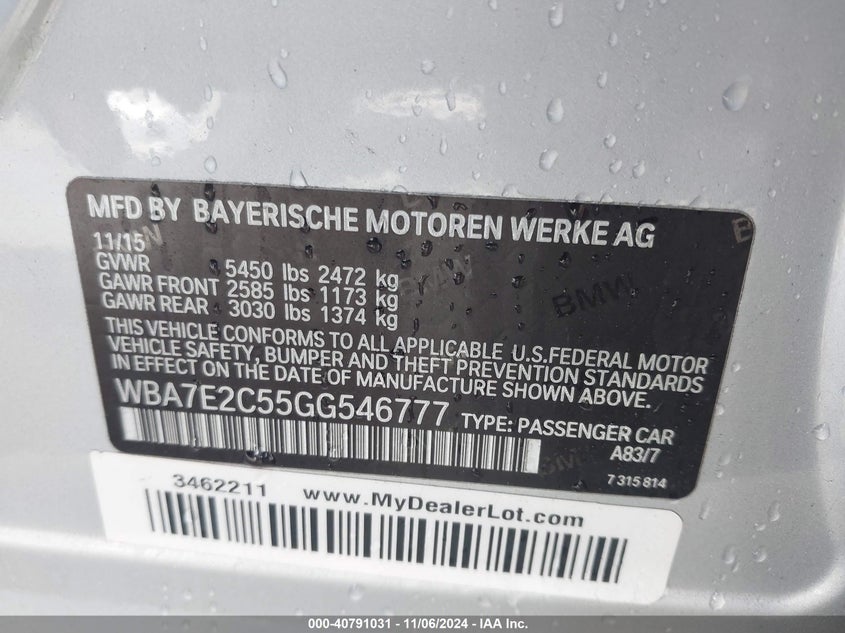 MFD BY BAYERISCHE MOTOREN WERKE AG
11/15
GVWR 5450 lbs 2472 kg
GAWR FRONT 2585 lbs 1173 kg
GAWR REAR 3030 lbs 1374 kg
THIS VEHICLE CONFORMS TO ALL APPLICABLE U.S.FEDERAL MOTOR
VEHICLE SAFETY, BUMPER AND THEFT PREVENTION STANDARDS
IN EFFECT ON THE DATE OF MANUFACTURE SHOWN ABOVE.
WBA7E2C55GG546777 TYPE: PASSENGER CAR
A83/7
7315814
BMW
3462211 www.MyDealerLot.com
000-40791031 - 11/06/2024 - IAA Inc.